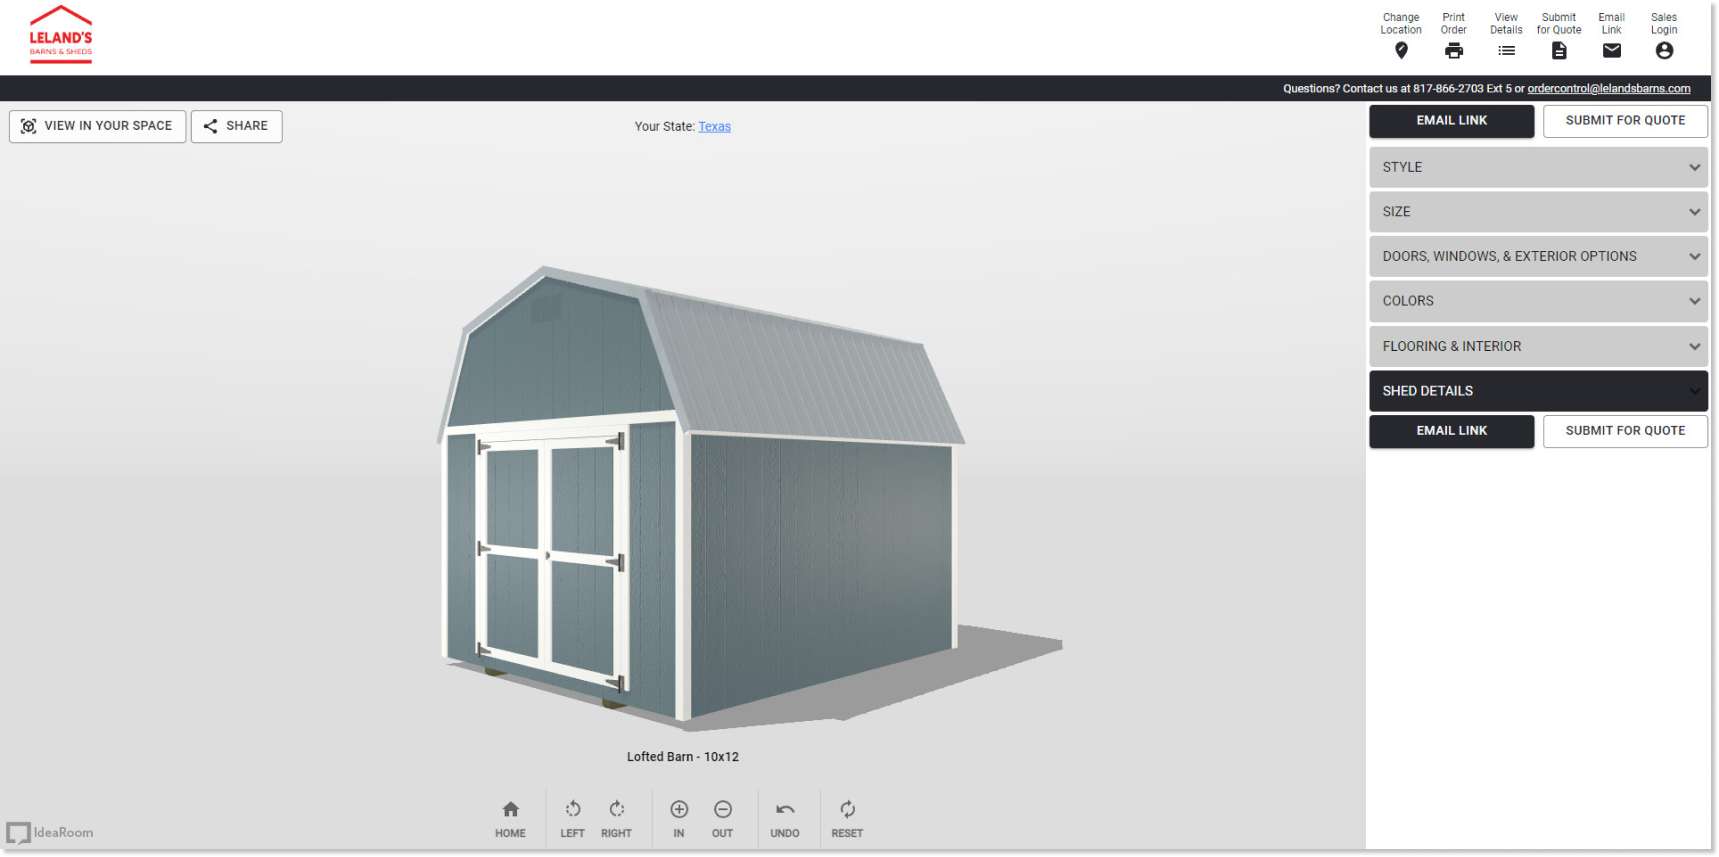 LELAND'S
BARNS & SHEDS
Change
Location
Print
Order
View
Details
Submit
for Quote
Email
Link
Sales
Login
Questions? Contact us at 817-866-2703 Ext 5 or ordercontrol@lelandsbarns.com
VIEW IN YOUR SPACE
SHARE
Your State: Texas
EMAIL LINK
SUBMIT FOR QUOTE
STYLE
SIZE
DOORS, WINDOWS, & EXTERIOR OPTIONS
COLORS
FLOORING & INTERIOR
SHED DETAILS
EMAIL LINK
SUBMIT FOR QUOTE
Lofted Barn - 10x12
HOME
LEFT
RIGHT
IN
OUT
UNDO
RESET
IdeaRoom